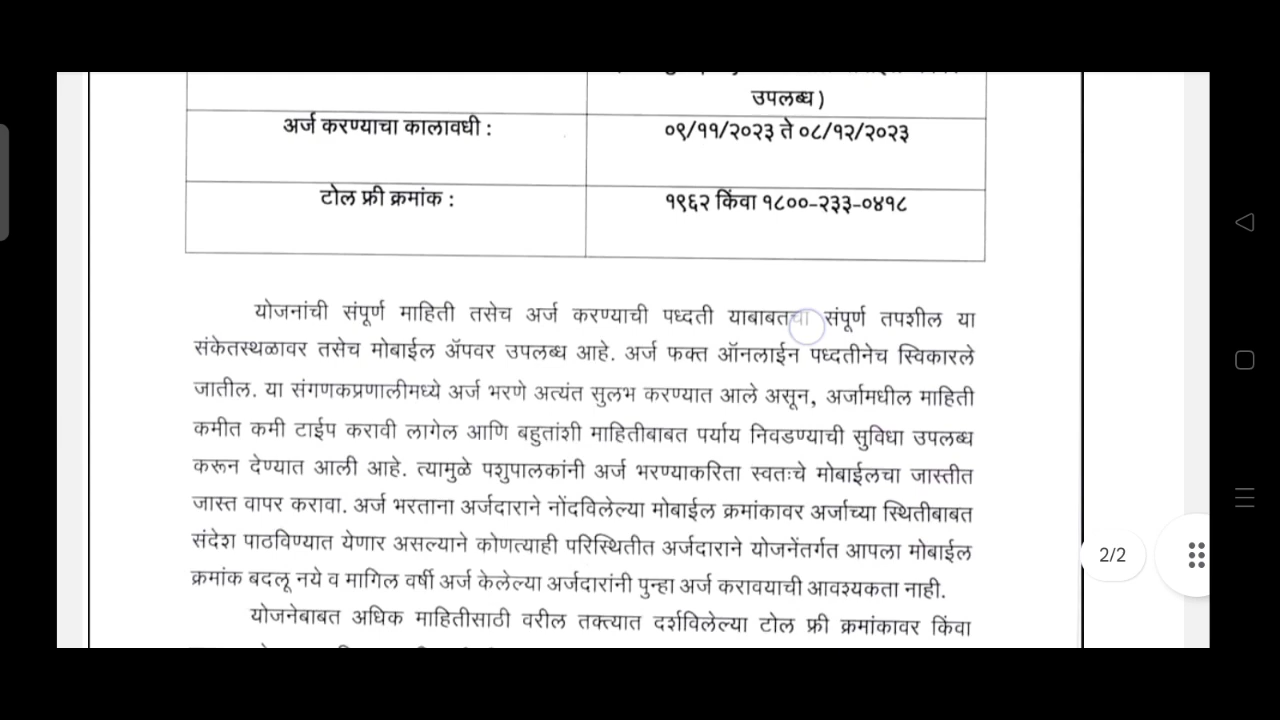 उपलब्ध )
अर्ज करण्याचा कालावधी :
०९/११/२०२३ ते ०८/१२/२०२३
टोल फ्री क्रमांक :
१९६२ किंवा १८००-२३३-०४१८
योजनांची संपूर्ण माहिती तसेच अर्ज करण्याची पध्दती याबाबतचा संपूर्ण तपशील या
संकेतस्थळावर तसेच मोबाईल ॲपवर उपलब्ध आहे. अर्ज फक्त ऑनलाईन पध्दतीनेच स्विकारले
जातील. या संगणकप्रणालीमध्ये अर्ज भरणे अत्यंत सुलभ करण्यात आले असून, अर्जामधील माहिती
कमीत कमी टाईप करावी लागेल आणि बहुतांशी माहितीबाबत पर्याय निवडण्याची सुविधा उपलब्ध
करून देण्यात आली आहे. त्यामुळे पशुपालकांनी अर्ज भरण्याकरिता स्वतःचे मोबाईलचा जास्तीत
जास्त वापर करावा. अर्ज भरताना अर्जदाराने नोंदविलेल्या मोबाईल क्रमांकावर अर्जाच्या स्थितीबाबत
संदेश पाठविण्यात येणार असल्याने कोणत्याही परिस्थितीत अर्जदाराने योजनेंतर्गत आपला मोबाईल
क्रमांक बदलू नये व मागिल वर्षी अर्ज केलेल्या अर्जदारांनी पुन्हा अर्ज करावयाची आवश्यकता नाही.
योजनेबाबत अधिक माहितीसाठी वरील तक्त्यात दर्शविलेल्या टोल फ्री क्रमांकावर किंवा
2/2